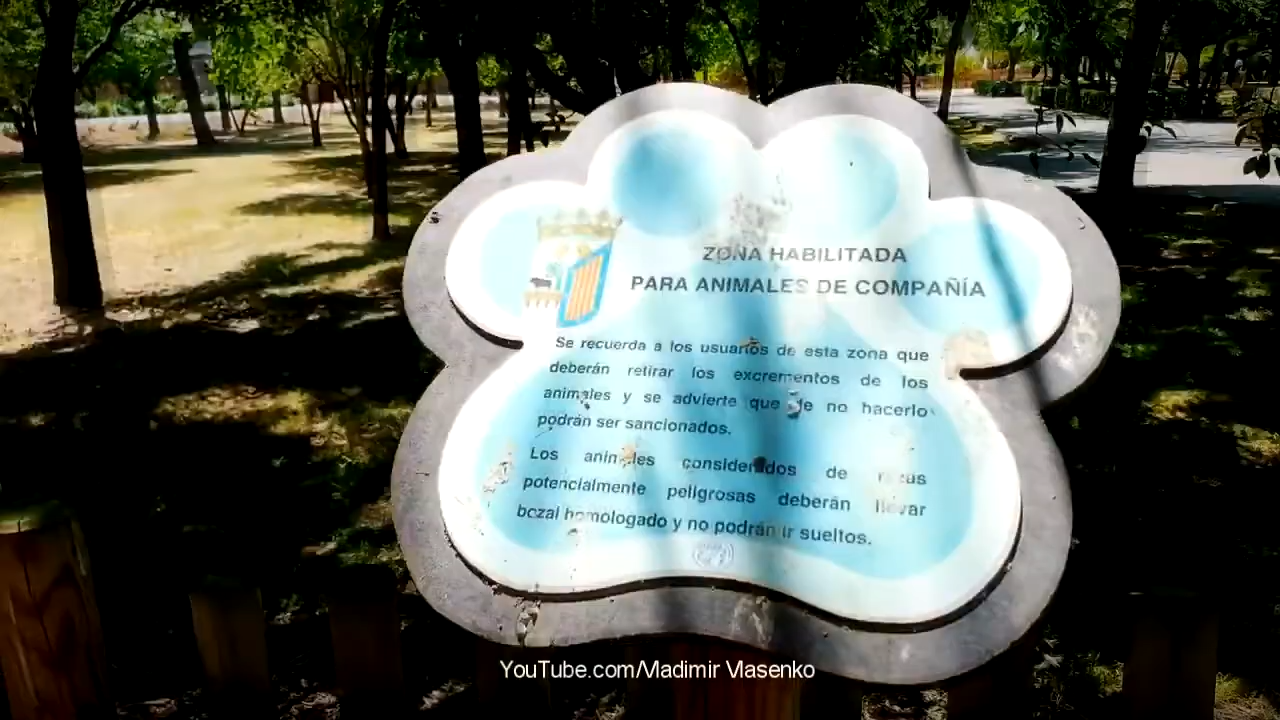 ZONA HABILITADA
PARA ANIMALES DE COMPAÑÍA
Se recuerda a los usuarios de esta zona que
deberán retirar los excrementos de los
animales y se advierte que de no hacerlo
podrán ser sancionados.
Los animales considerados de razas
potencialmente peligrosas deberán llevar
bozal homologado y no podrán ir sueltos.
YouTube.com/Vladimir Vlasenko